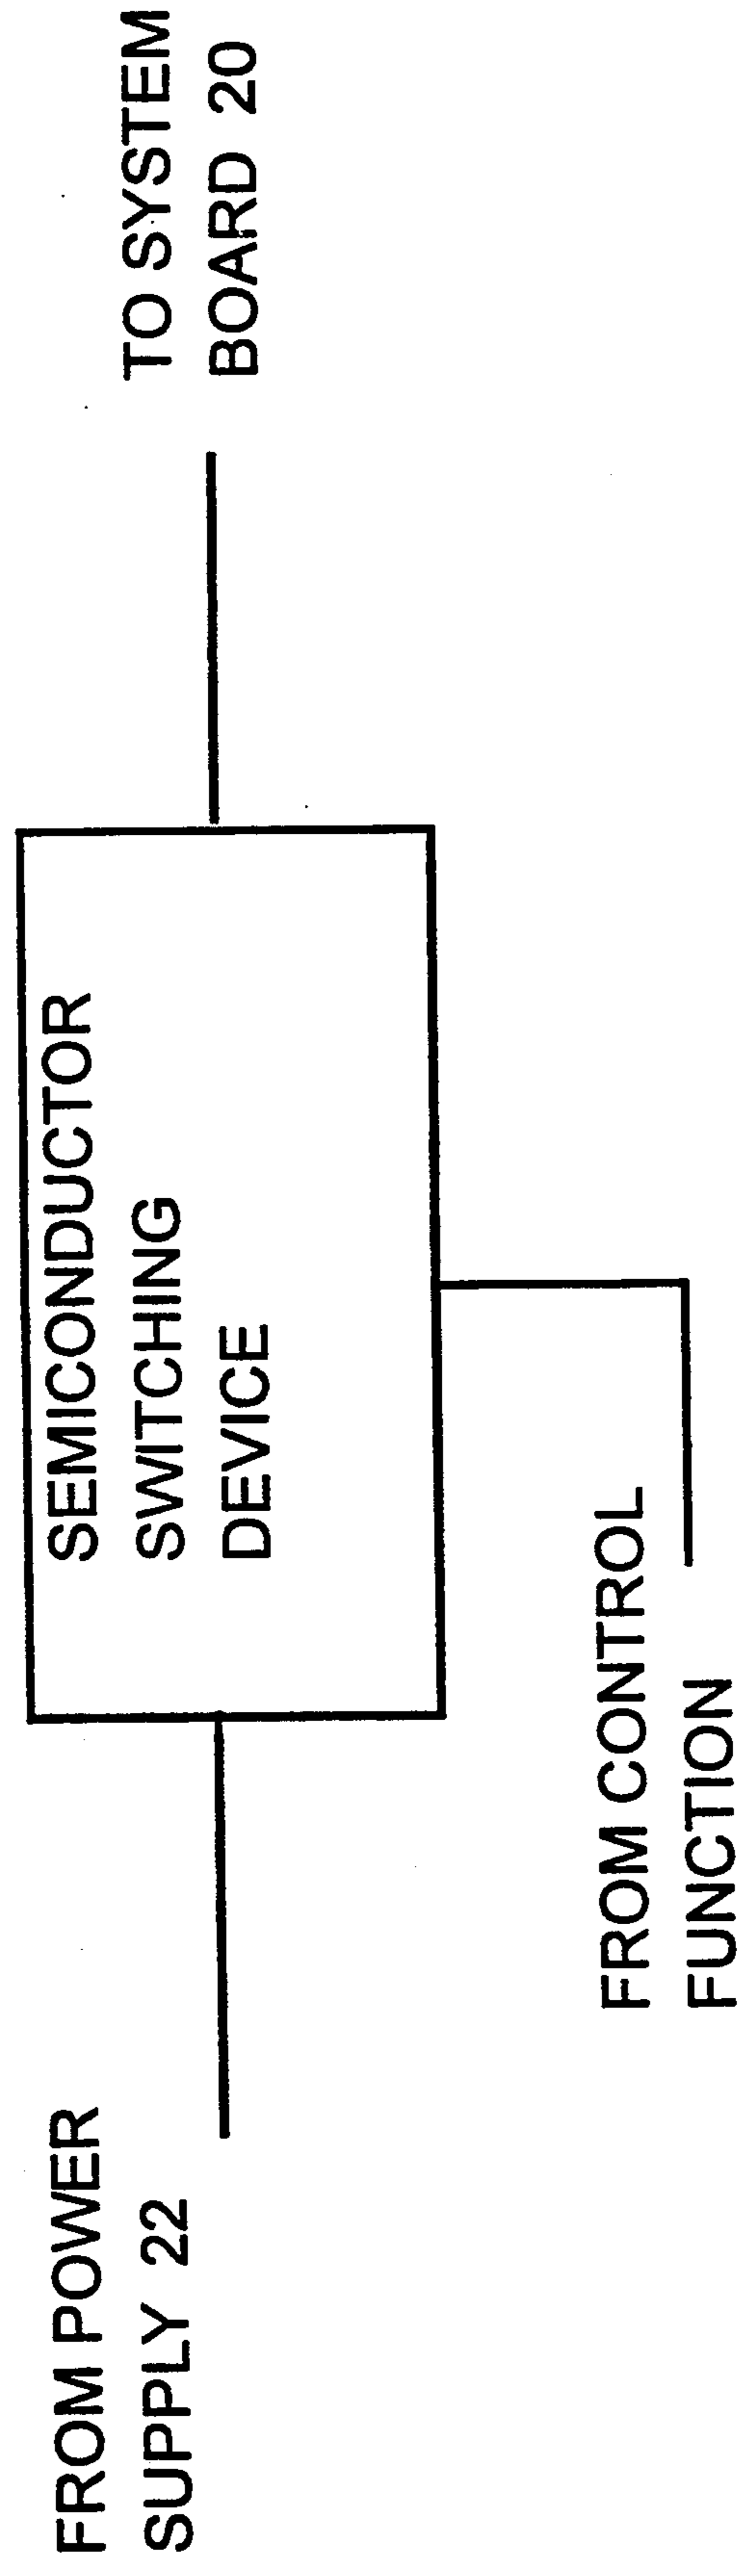 FROM POWER
SUPPLY 22
SEMICONDUCTOR
SWITCHING
DEVICE
TO SYSTEM
BOARD 20
FROM CONTROL
FUNCTION